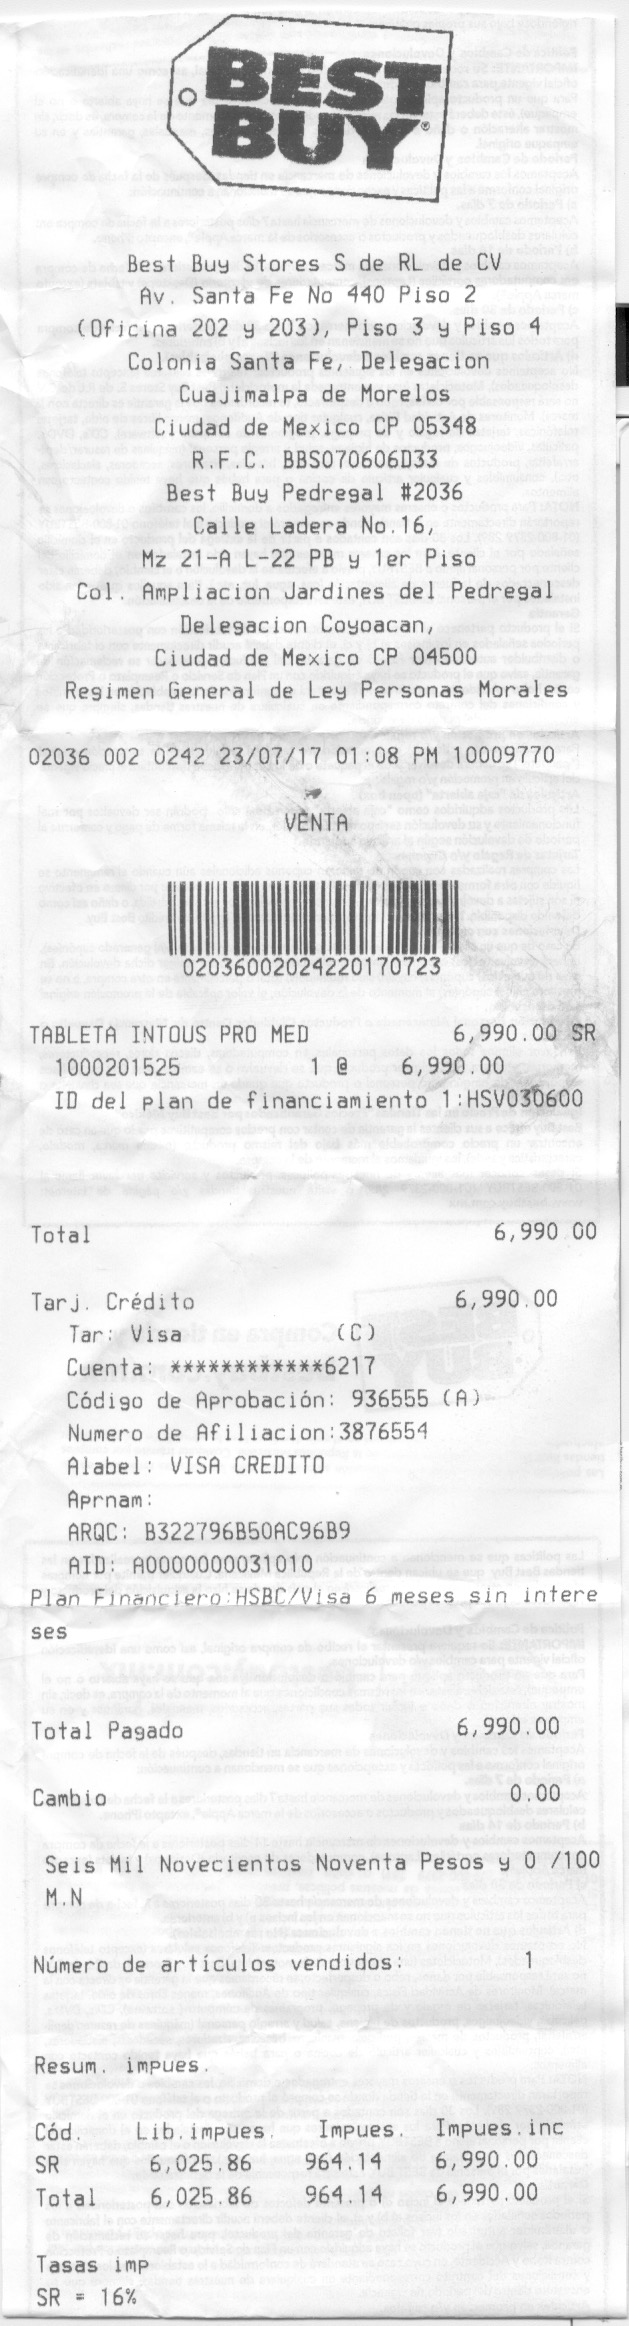 BEST
BUY®
Best Buy Stores S de RL de CV
Av. Santa Fe No 440 Piso 2
(Oficina 202 y 203), Piso 3 y Piso 4
Colonia Santa Fe, Delegacion
Cuajimalpa de Morelos
Ciudad de Mexico CP 05348
R.F.C. BBS070606D33
Best Buy Pedregal #2036
Calle Ladera No.16,
Mz 21-A L-22 PB y 1er Piso
Col. Ampliacion Jardines del Pedregal
Delegacion Coyoacan,
Ciudad de Mexico CP 04500
Regimen General de Ley Personas Morales
02036 002 0242 23/07/17 01:08 PM 10009770
VENTA
02036002024220170723
TABLETA INTOUS PRO MED 6,990.00 SR
1000201525 1 @ 6,990.00
ID del plan de financiamiento 1:HSV030600
Total 6,990 00
Tarj. Crédito 6,990.00
Tar: Visa (C)
Cuenta: ************6217
Código de Aprobación: 936555 (A)
Numero de Afiliacion:3876554
Alabel: VISA CREDITO
Aprnam:
ARQC: B322796B50AC96B9
AID: A0000000031010
Plan Financiero:HSBC/Visa 6 meses sin intere
ses
Total Pagado 6,990.00
Cambio 0.00
Seis Mil Novecientos Noventa Pesos y 0 /100
M.N
Número de artículos vendidos: 1
Resum. impues.
Cód. Lib.impues. Impues. Impues.inc
SR 6,025.86 964.14 6,990.00
Total 6,025.86 964.14 6,990.00
Tasas imp
SR = 16%